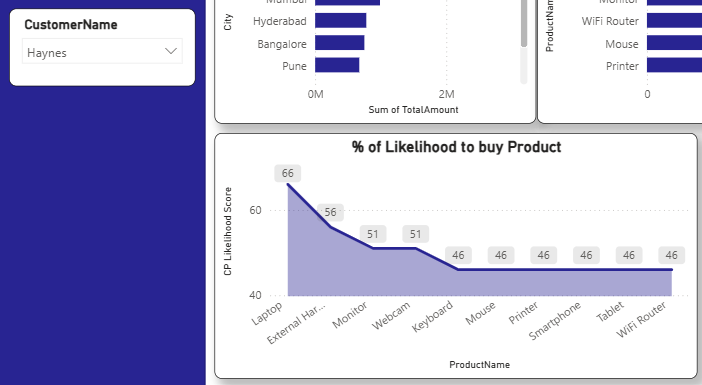 CustomerName
Haynes
City
Mumbai
Hyderabad
Bangalore
Pune
0M
2M
Sum of TotalAmount
ProductNam
Monitor
WiFi Router
Mouse
Printer
0
% of Likelihood to buy Product
CP Likelihood Score
60
40
66
56
51
51
46
46
46
46
46
46
Laptop
External Har...
Monitor
Webcam
Keyboard
Mouse
Printer
Smartphone
Tablet
WiFi Router
ProductName